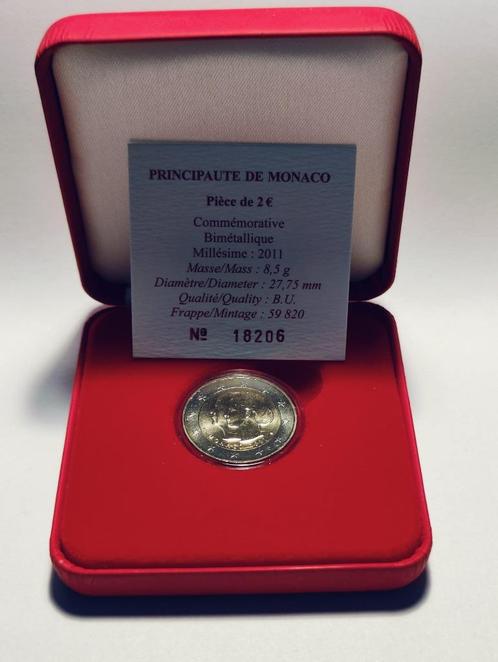 PRINCIPAUTE DE MONACO
Pièce de 2 €
Commémorative
Bimétallique
Millésime : 2011
Masse/Mass : 8,5 g
Diamètre/Diameter : 27,75 mm
Qualité/Quality : B.U.
Frappe/Mintage : 59 820
Nº 18206